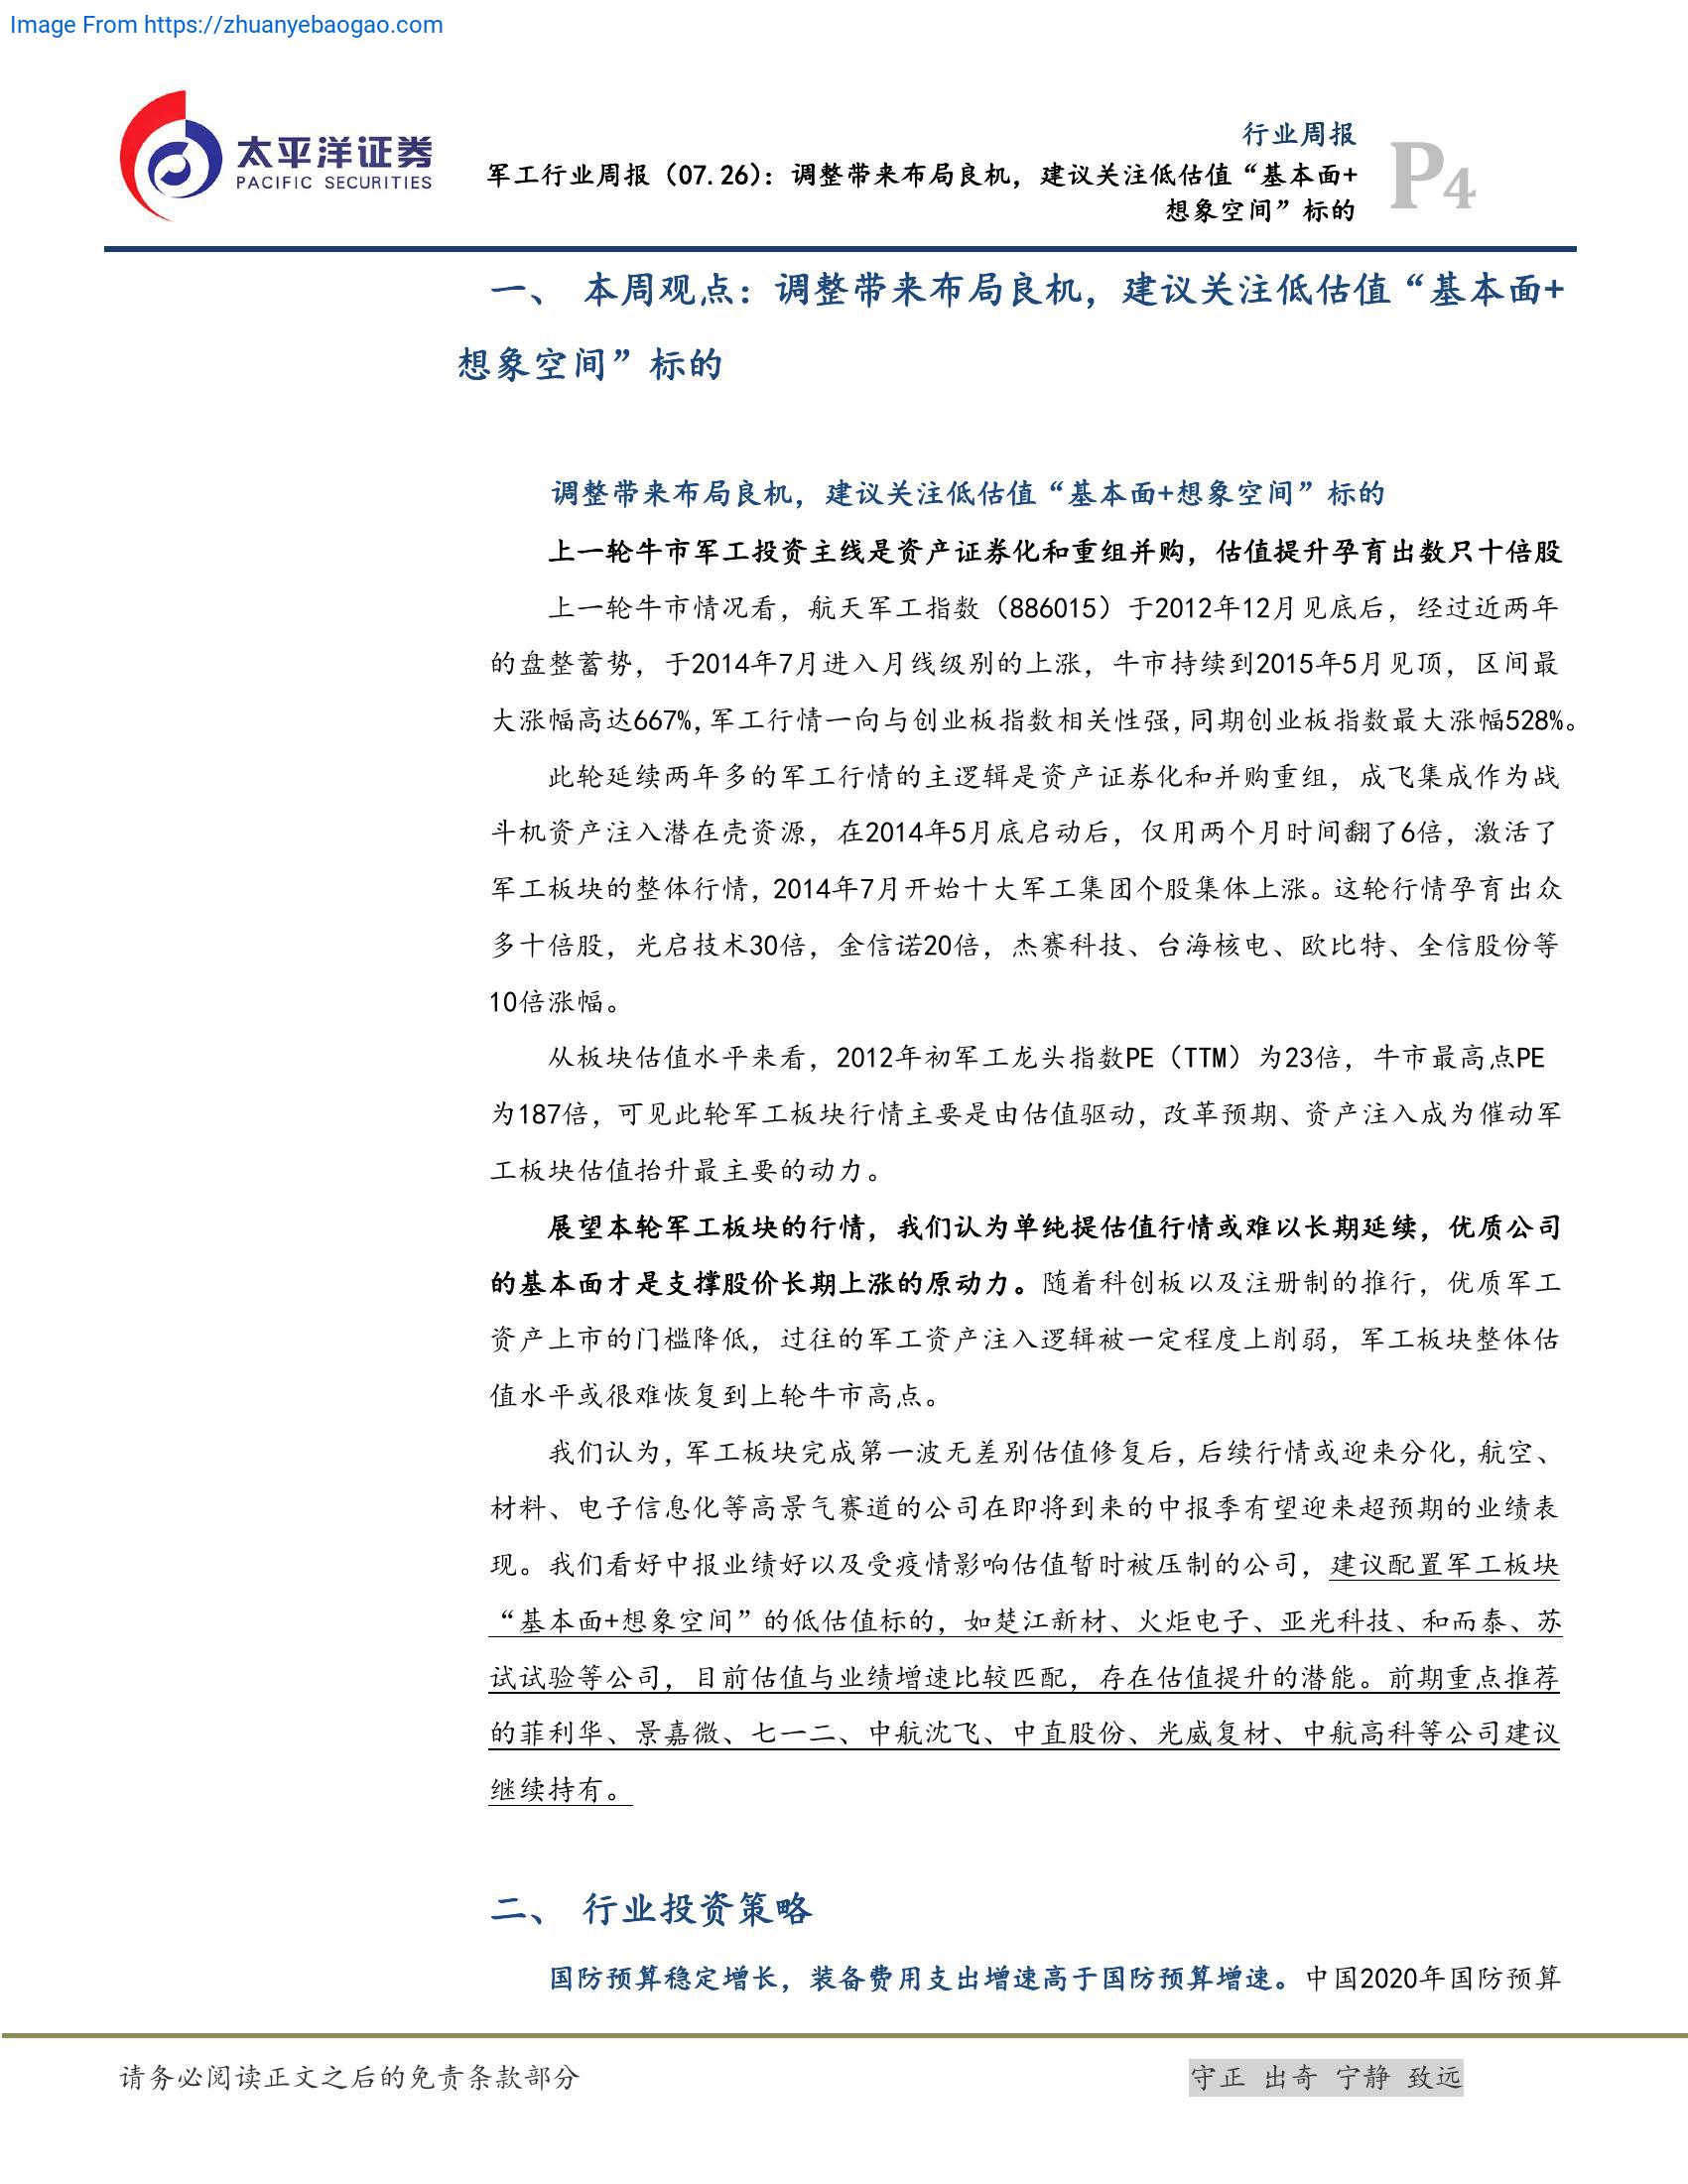 Image From https://zhuanyebaogao.com
太平洋证券
PACIFIC SECURITIES
行业周报
军工行业周报（07.26）：调整带来布局良机，建议关注低估值“基本面+
想象空间”标的
P4
一、 本周观点：调整带来布局良机，建议关注低估值“基本面+
想象空间”标的
调整带来布局良机，建议关注低估值“基本面+想象空间”标的
上一轮牛市军工投资主线是资产证券化和重组并购，估值提升孕育出数只十倍股
上一轮牛市情况看，航天军工指数（886015）于2012年12月见底后，经过近两年
的盘整蓄势，于2014年7月进入月线级别的上涨，牛市持续到2015年5月见顶，区间最
大涨幅高达667%，军工行情一向与创业板指数相关性强，同期创业板指数最大涨幅528%。
此轮延续两年多的军工行情的主逻辑是资产证券化和并购重组，成飞集成作为战
斗机资产注入潜在壳资源，在2014年5月底启动后，仅用两个月时间翻了6倍，激活了
军工板块的整体行情，2014年7月开始十大军工集团个股集体上涨。这轮行情孕育出众
多十倍股，光启技术30倍，金信诺20倍，杰赛科技、台海核电、欧比特、全信股份等
10倍涨幅。
从板块估值水平来看，2012年初军工龙头指数PE（TTM）为23倍，牛市最高点PE
为187倍，可见此轮军工板块行情主要是由估值驱动，改革预期、资产注入成为催动军
工板块估值抬升最主要的动力。
展望本轮军工板块的行情，我们认为单纯提估值行情或难以长期延续，优质公司
的基本面才是支撑股价长期上涨的原动力。随着科创板以及注册制的推行，优质军工
资产上市的门槛降低，过往的军工资产注入逻辑被一定程度上削弱，军工板块整体估
值水平或很难恢复到上轮牛市高点。
我们认为，军工板块完成第一波无差别估值修复后，后续行情或迎来分化，航空、
材料、电子信息化等高景气赛道的公司在即将到来的中报季有望迎来超预期的业绩表
现。我们看好中报业绩好以及受疫情影响估值暂时被压制的公司，建议配置军工板块
“基本面+想象空间”的低估值标的，如楚江新材、火炬电子、亚光科技、和而泰、苏
试试验等公司，目前估值与业绩增速比较匹配，存在估值提升的潜能。前期重点推荐
的菲利华、景嘉微、七一二、中航沈飞、中直股份、光威复材、中航高科等公司建议
继续持有。
二、 行业投资策略
国防预算稳定增长，装备费用支出增速高于国防预算增速。中国2020年国防预算
请务必阅读正文之后的免责条款部分
守正 出奇 宁静 致远